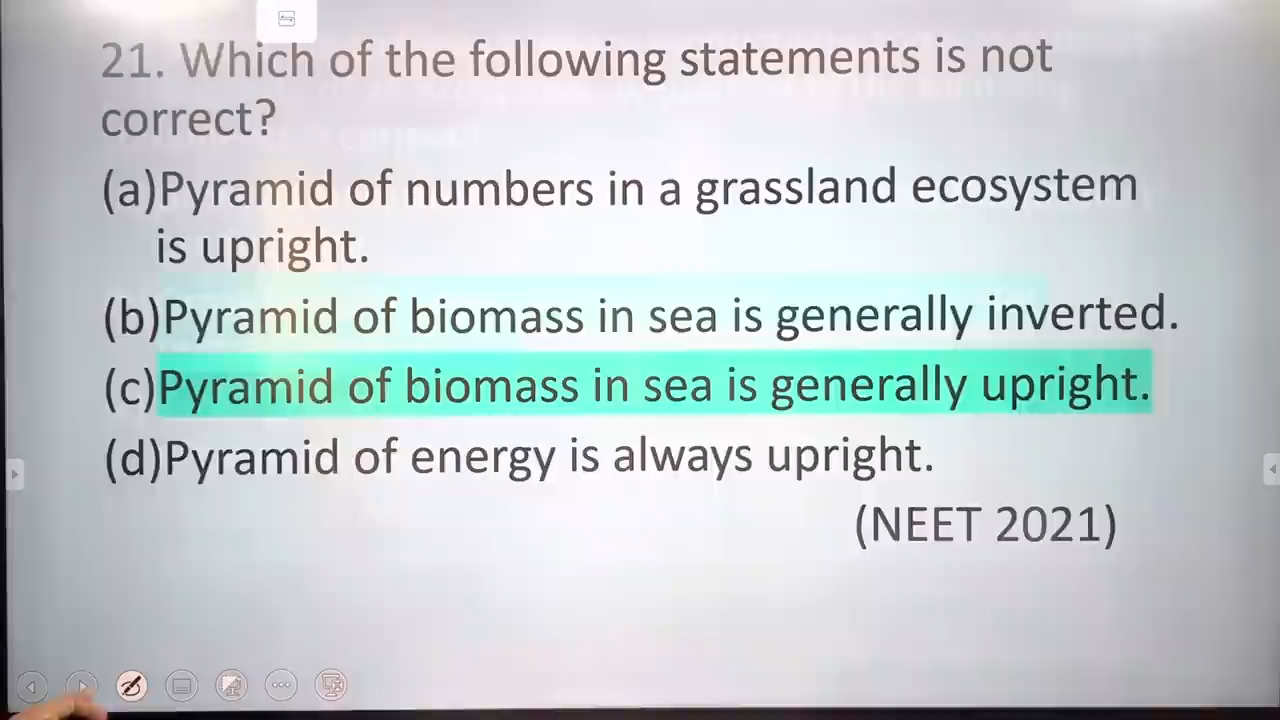 21. Which of the following statements is not
correct?
(a)Pyramid of numbers in a grassland ecosystem
is upright.
(b)Pyramid of biomass in sea is generally inverted.
(c)Pyramid of biomass in sea is generally upright.
(d)Pyramid of energy is always upright.
(NEET 2021)